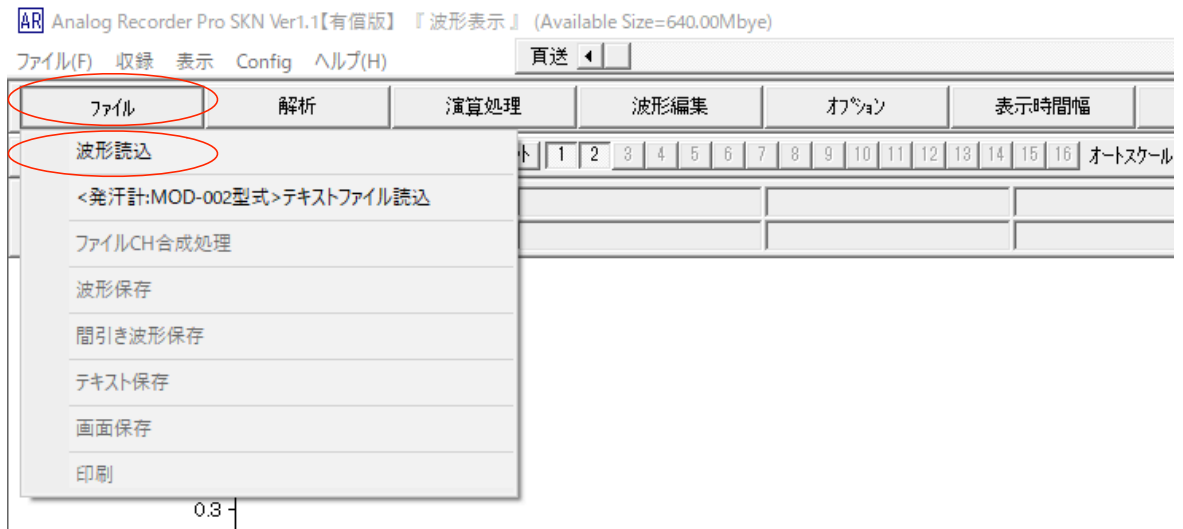 AR Analog Recorder Pro SKN Ver1.1【有償版】 『 波形表示 』 (Available Size=640.00Mbye)
ファイル(F) 収録 表示 Config ヘルプ(H) 頁送
ファイル 解析 演算処理 波形編集 オプション 表示時間幅
波形読込
ト 1 2 3 4 5 6 7 8 9 10 11 12 13 14 15 16 オートスケール
<発汗計:MOD-002型式>テキストファイル読込
ファイルCH合成処理
波形保存
間引き波形保存
テキスト保存
画面保存
印刷
0.3